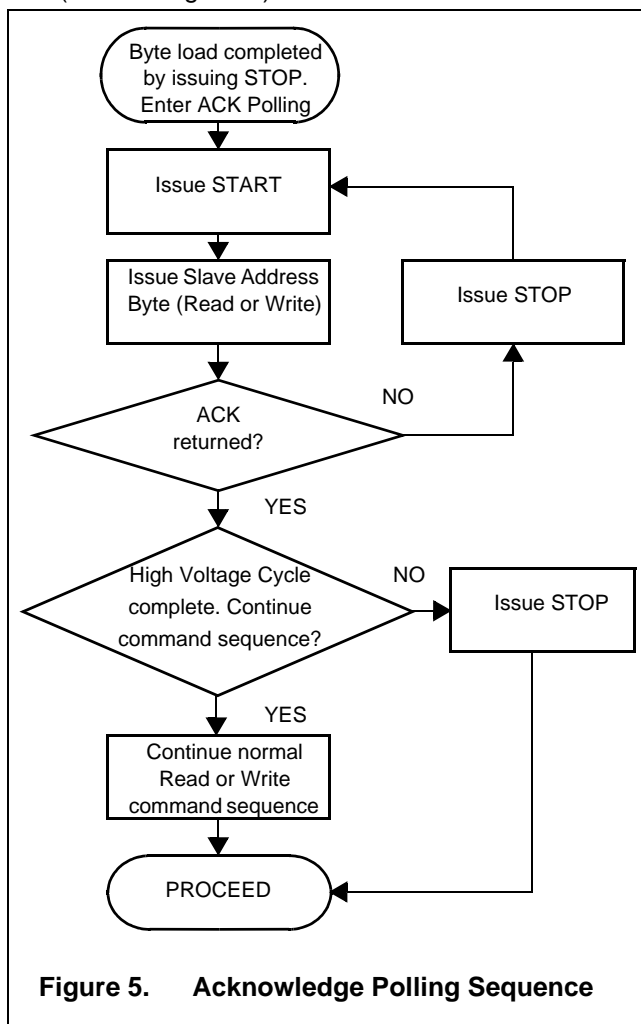 Byte load completed
by issuing STOP.
Enter ACK Polling
Issue START
Issue Slave Address
Byte (Read or Write)
Issue STOP
ACK
returned?
NO
YES
High Voltage Cycle
complete. Continue
command sequence?
NO
Issue STOP
YES
Continue normal
Read or Write
command sequence
PROCEED
Figure 5. Acknowledge Polling Sequence